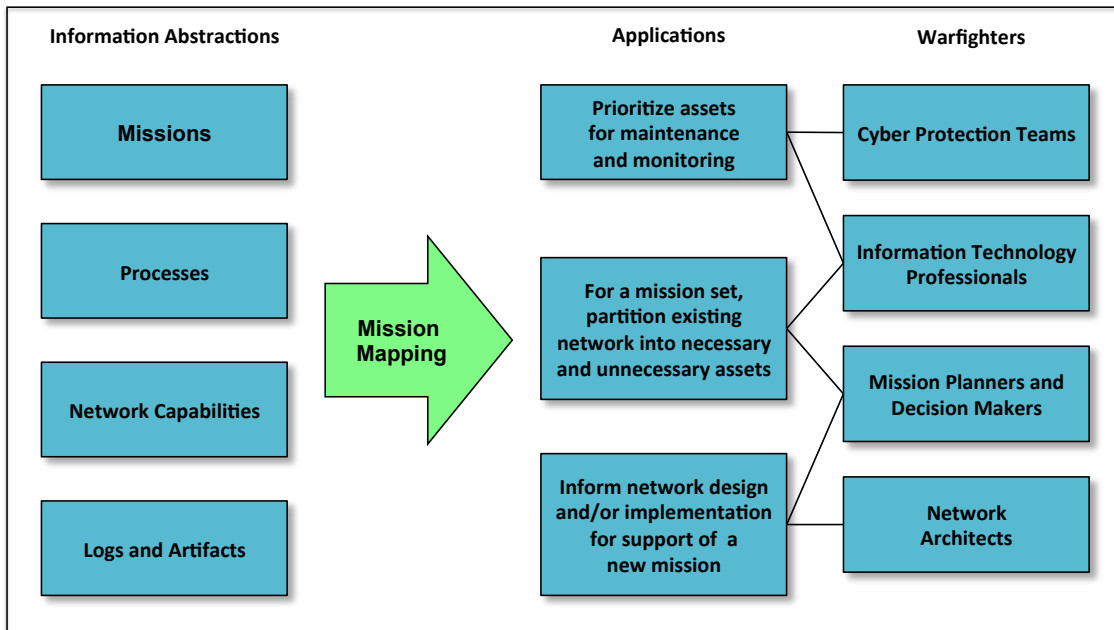 Information Abstractions
Missions
Processes
Network Capabilities
Logs and Artifacts
Mission
Mapping
Applications
Prioritize assets
for maintenance
and monitoring
For a mission set,
partition existing
network into necessary
and unnecessary assets
Inform network design
and/or implementation
for support of a
new mission
Warfighters
Cyber Protection Teams
Information Technology
Professionals
Mission Planners and
Decision Makers
Network
Architects